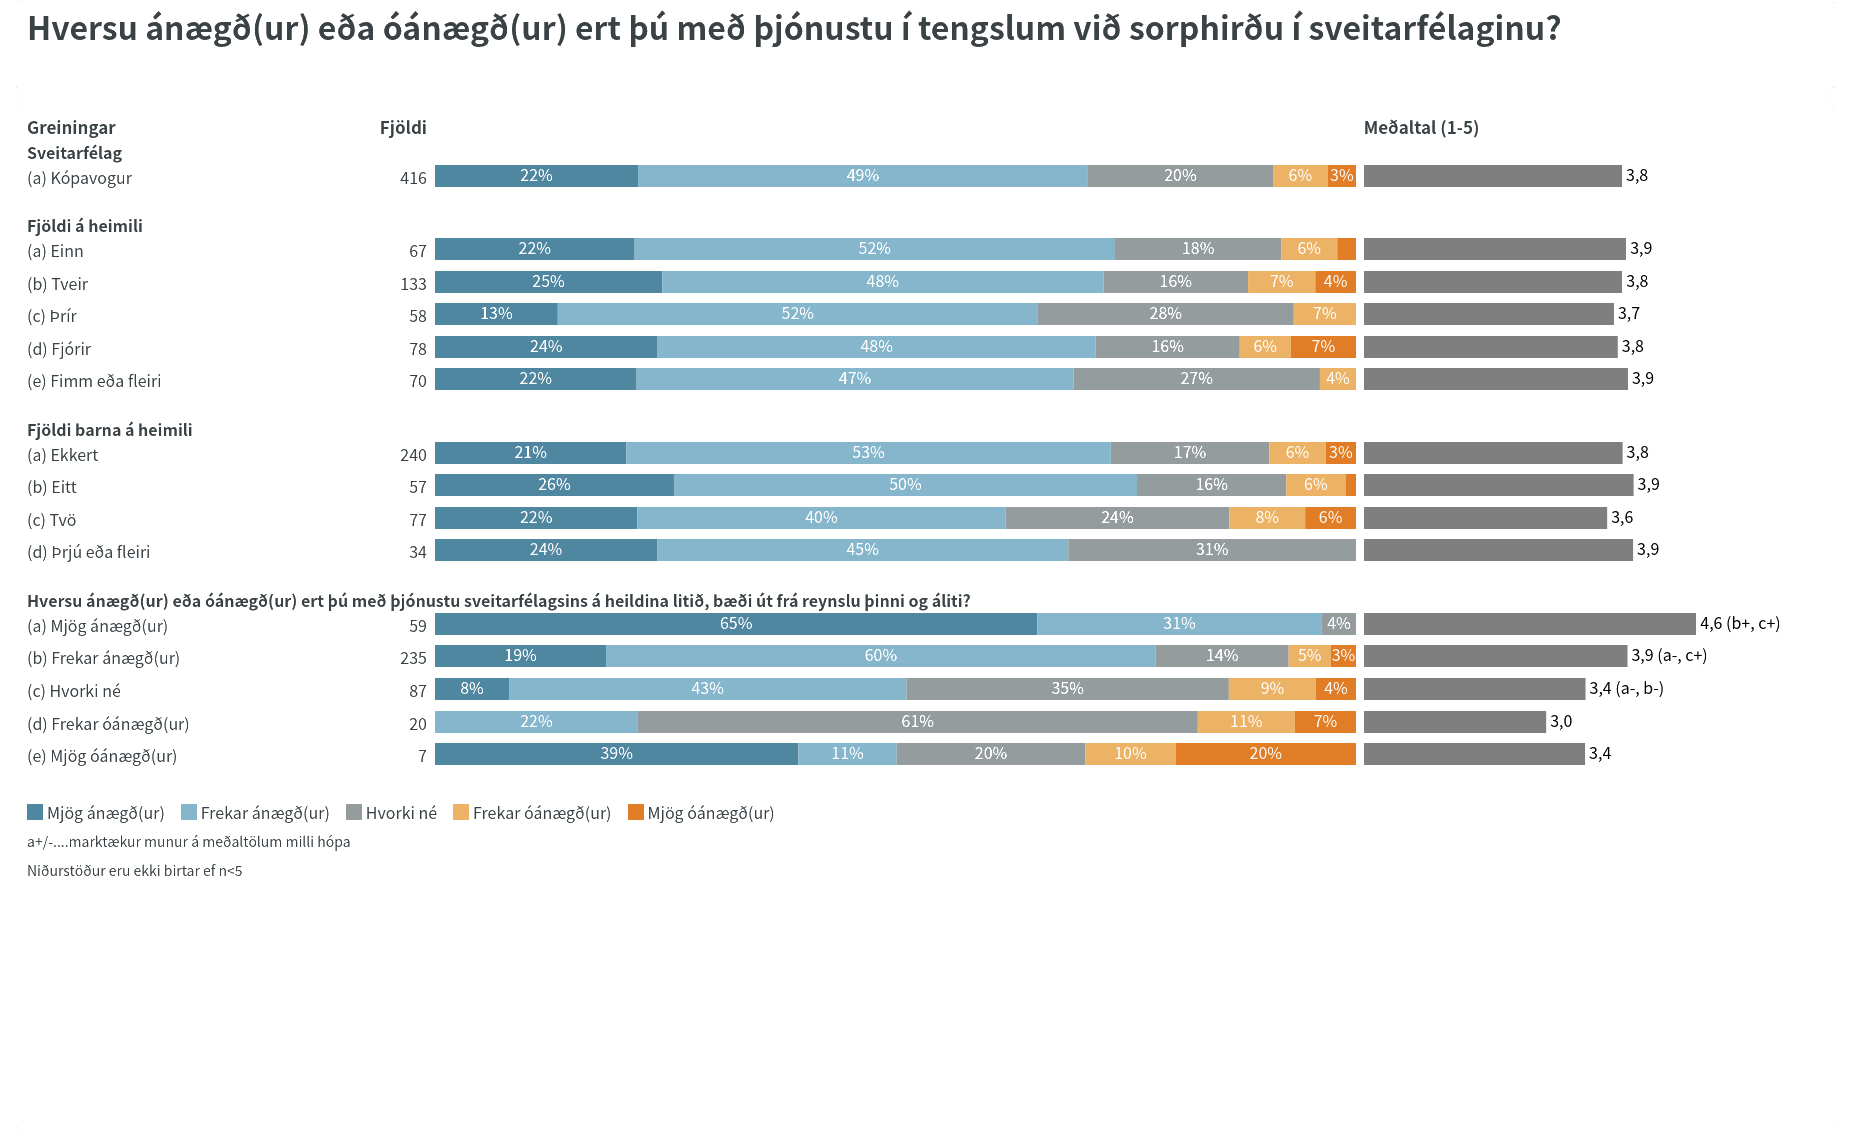 Hversu ánægð(ur) eða óánægð(ur) ert þú með þjónustu í tengslum við sorphirðu í sveitarfélaginu?
Greiningar Fjöldi Meðaltal (1-5)
Sveitarfélag
(a) Kópavogur 416 22% 49% 20% 6% 3% 3,8
Fjöldi á heimili
(a) Einn 67 22% 52% 18% 6% 3,9
(b) Tveir 133 25% 48% 16% 7% 4% 3,8
(c) Þrír 58 13% 52% 28% 7% 3,7
(d) Fjórir 78 24% 48% 16% 6% 7% 3,8
(e) Fimm eða fleiri 70 22% 47% 27% 4% 3,9
Fjöldi barna á heimili
(a) Ekkert 240 21% 53% 17% 6% 3% 3,8
(b) Eitt 57 26% 50% 16% 6% 3,9
(c) Tvö 77 22% 40% 24% 8% 6% 3,6
(d) Þrjú eða fleiri 34 24% 45% 31% 3,9
Hversu ánægð(ur) eða óánægð(ur) ert þú með þjónustu sveitarfélagsins á heildina litið, bæði út frá reynslu þinni og áliti?
(a) Mjög ánægð(ur) 59 65% 31% 4% 4,6 (b+, c+)
(b) Frekar ánægð(ur) 235 19% 60% 14% 5% 3% 3,9 (a-, c+)
(c) Hvorki né 87 8% 43% 35% 9% 4% 3,4 (a-, b-)
(d) Frekar óánægð(ur) 20 22% 61% 11% 7% 3,0
(e) Mjög óánægð(ur) 7 39% 11% 20% 10% 20% 3,4
Mjög ánægð(ur) Frekar ánægð(ur) Hvorki né Frekar óánægð(ur) Mjög óánægð(ur)
a+/-....marktækur munur á meðaltölum milli hópa
Niðurstöður eru ekki birtar ef n<5